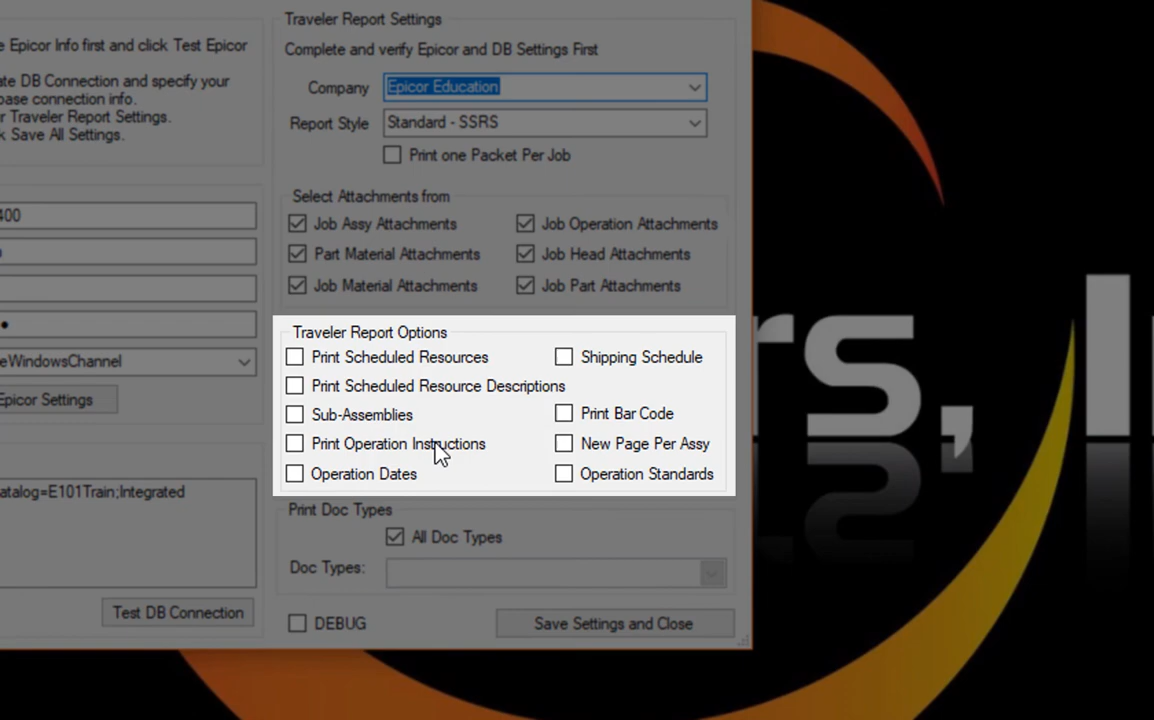 e Epicor Info first and click Test Epicor
ate DB Connection and specify your
base connection info.
r Traveler Report Settings.
k Save All Settings.
400
eWindowsChannel
Epicor Settings
atalog=E101Train;Integrated
Test DB Connection
Traveler Report Settings
Complete and verify Epicor and DB Settings First
Company Epicor Education
Report Style Standard - SSRS
Print one Packet Per Job
Select Attachments from
Job Assy Attachments Job Operation Attachments
Part Material Attachments Job Head Attachments
Job Material Attachments Job Part Attachments
Traveler Report Options
Print Scheduled Resources Shipping Schedule
Print Scheduled Resource Descriptions
Sub-Assemblies Print Bar Code
Print Operation Instructions New Page Per Assy
Operation Dates Operation Standards
Print Doc Types
All Doc Types
Doc Types:
DEBUG Save Settings and Close
rs, I